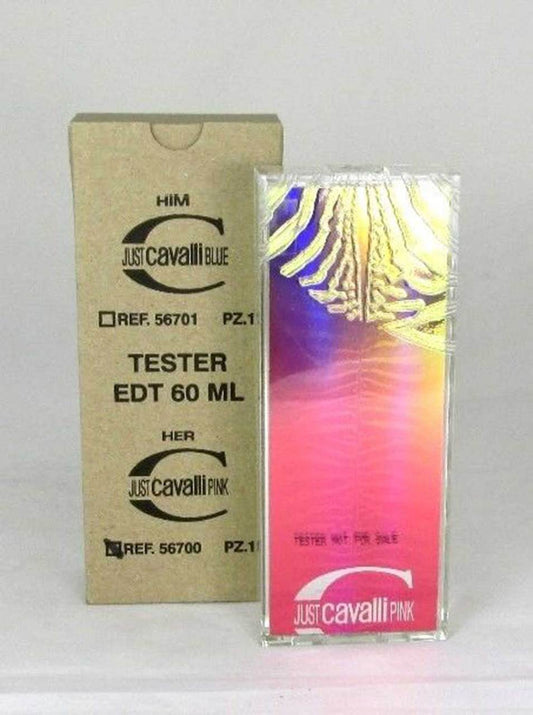 HIM
JUST cavalli BLUE
REF. 56701 PZ.1
TESTER
EDT 60 ML
HER
JUST cavalli PINK
REF. 56700 PZ.1
TESTER NOT FOR SALE
JUST cavalli PINK